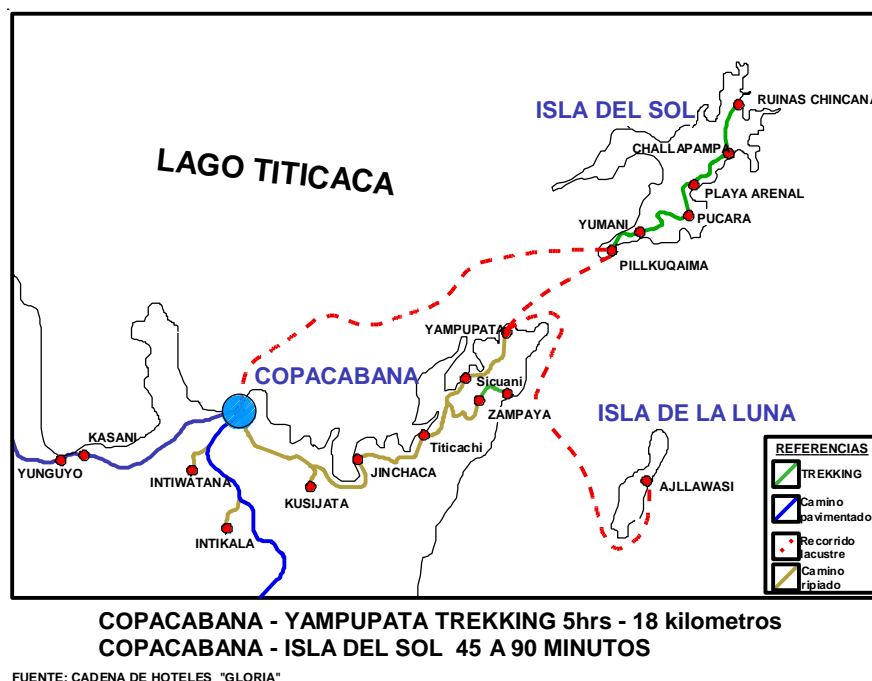 RUINAS CHINCANA
ISLA DEL SOL
CHALLAPAMPA
LAGO TITICACA
PLAYA ARENAL
PUCARA
YUMANI
PILLKUQAIMA
YAMPUPATA
COPACABANA
Sicuani
ZAMPAYA
ISLA DE LA LUNA
KASANI
Titicachi
YUNGUYO
JINCHACA
INTIWATANA
KUSIJATA
AJLLAWASI
INTIKALA
REFERENCIAS
TREKKING
Camino
pavimentado
Recorrido
lacustre
Camino
ripiado
COPACABANA - YAMPUPATA TREKKING 5hrs - 18 kilometros
COPACABANA - ISLA DEL SOL 45 A 90 MINUTOS
FUENTE: CADENA DE HOTELES "GLORIA"